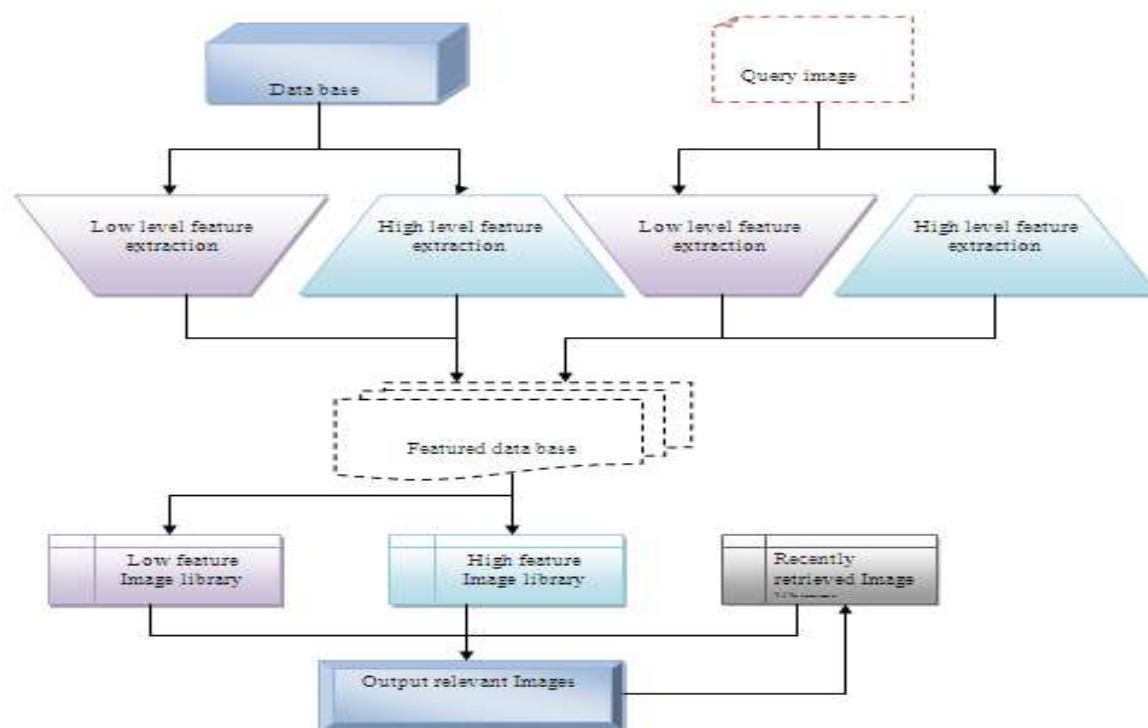 Data base
Query image
Low level feature
extraction
High level feature
extraction
Low level feature
extraction
High level feature
extraction
Featured data base
Low feature
Image library
High feature
Image library
Recently
retrieved Image
Output relevant Images